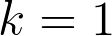 k = 1